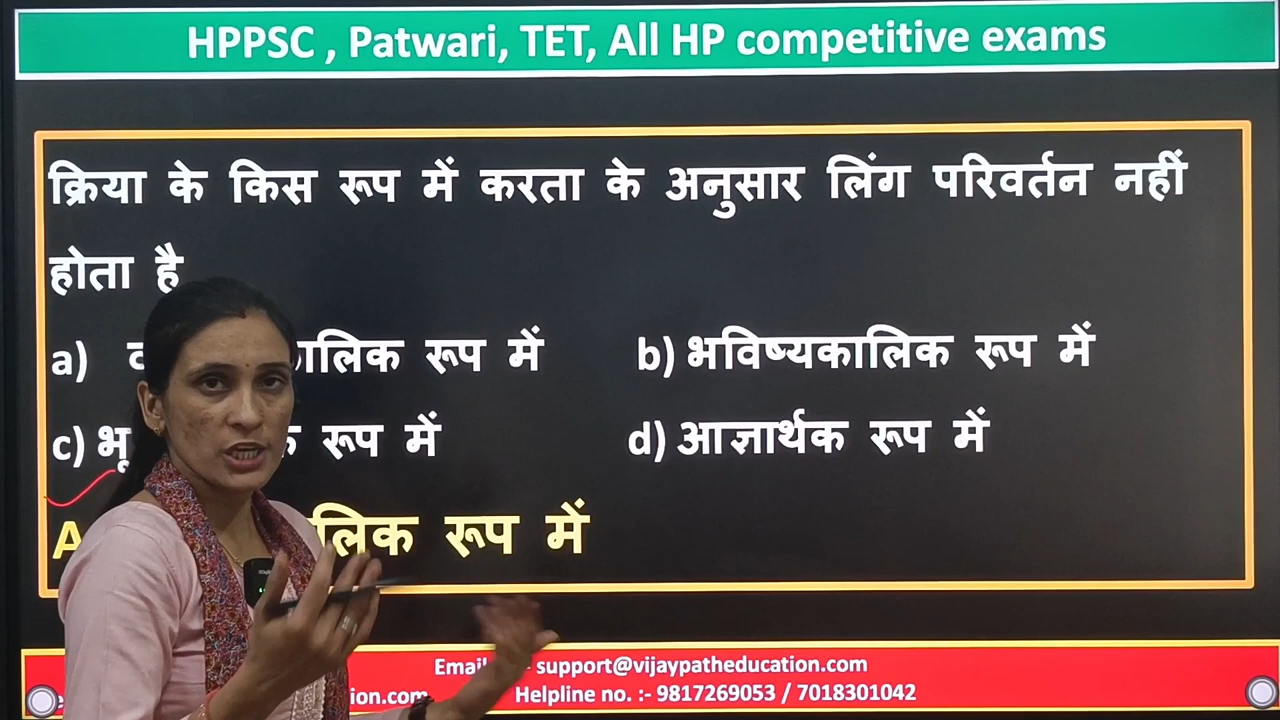 HPPSC , Patwari, TET, All HP competitive exams
क्रिया के किस रूप में करता के अनुसार लिंग परिवर्तन नहीं
होता है
a) रूप में b) भविष्यकालिक रूप में
c) रूप में d) आज्ञार्थक रूप में
रूप में
support@vijaypatheducation.com
Helpline no. :- 9817269053 / 7018301042